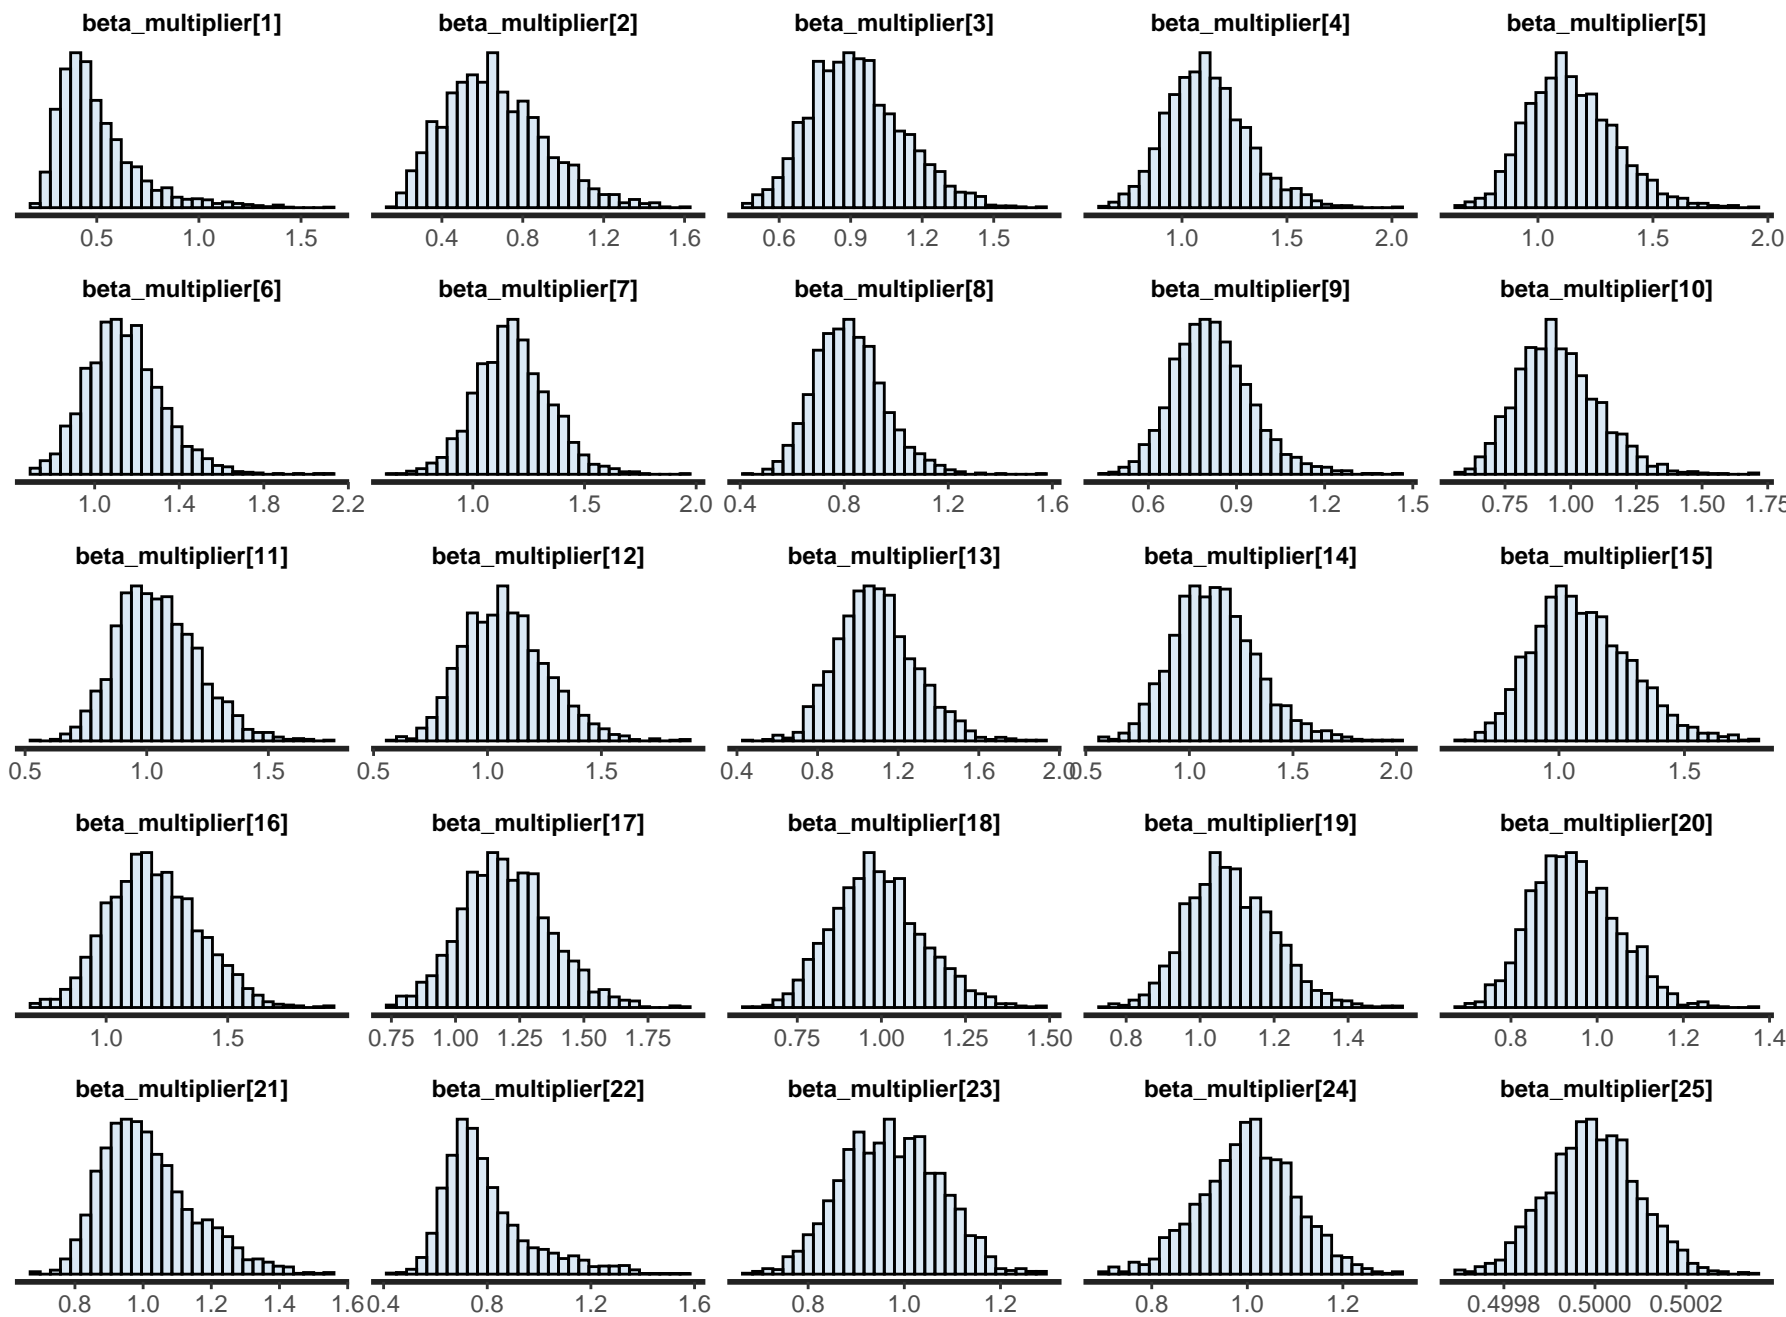 beta_multiplier[1] beta_multiplier[2] beta_multiplier[3] beta_multiplier[4] beta_multiplier[5]
0.5 1.0 1.5 0.4 0.8 1.2 1.6 0.6 0.9 1.2 1.5 1.0 1.5 2.0 1.0 1.5 2.0
beta_multiplier[6] beta_multiplier[7] beta_multiplier[8] beta_multiplier[9] beta_multiplier[10]
1.0 1.4 1.8 2.2 1.0 1.5 2.0 0.4 0.8 1.2 1.6 0.6 0.9 1.2 1.5 0.75 1.00 1.25 1.50 1.75
beta_multiplier[11] beta_multiplier[12] beta_multiplier[13] beta_multiplier[14] beta_multiplier[15]
0.5 1.0 1.5 0.5 1.0 1.5 0.4 0.8 1.2 1.6 2.0 0.5 1.0 1.5 2.0 1.0 1.5
beta_multiplier[16] beta_multiplier[17] beta_multiplier[18] beta_multiplier[19] beta_multiplier[20]
1.0 1.5 0.75 1.00 1.25 1.50 1.75 0.75 1.00 1.25 1.50 0.8 1.0 1.2 1.4 0.8 1.0 1.2 1.4
beta_multiplier[21] beta_multiplier[22] beta_multiplier[23] beta_multiplier[24] beta_multiplier[25]
0.8 1.0 1.2 1.4 1.6 0.4 0.8 1.2 1.6 0.8 1.0 1.2 0.8 1.0 1.2 0.4998 0.5000 0.5002